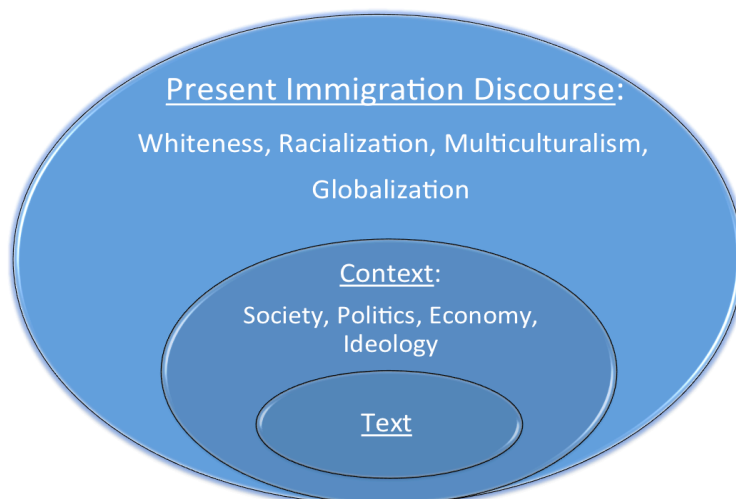 Present Immigration Discourse:
Whiteness, Racialization, Multiculturalism,
Globalization
Context:
Society, Politics, Economy,
Ideology
Text